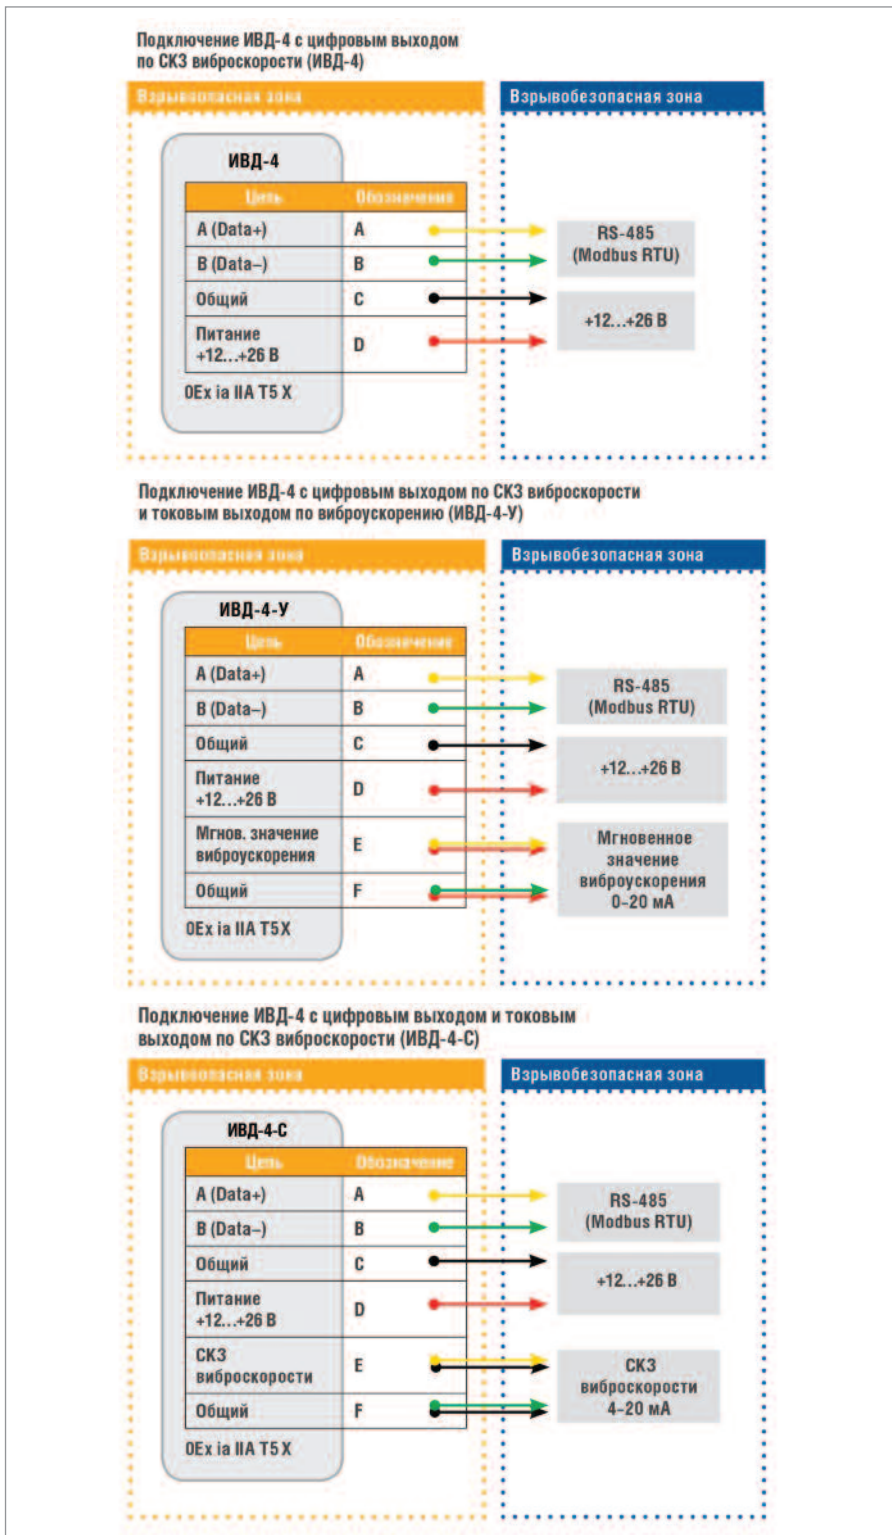 Подключение ИВД-4 с цифровым выходом
по СКЗ виброскорости (ИВД-4)
Взрывоопасная зона
Взрывобезопасная зона
ИВД-4
Цепь Обозначение
A (Data+) A
B (Data–) B
Общий C
Питание
+12...+26 В D
0Ex ia IIA T5 X
RS-485
(Modbus RTU)
+12...+26 В
Подключение ИВД-4 с цифровым выходом по СКЗ виброскорости
и токовым выходом по виброускорению (ИВД-4-У)
Взрывоопасная зона
Взрывобезопасная зона
ИВД-4-У
Цепь Обозначение
A (Data+) A
B (Data–) B
Общий C
Питание
+12...+26 В D
Мгнов. значение
виброускорения E
Общий F
0Ex ia IIA T5 X
RS-485
(Modbus RTU)
+12...+26 В
Мгновенное
значение
виброускорения
0–20 мА
Подключение ИВД-4 с цифровым выходом и токовым
выходом по СКЗ виброскорости (ИВД-4-С)
Взрывоопасная зона
Взрывобезопасная зона
ИВД-4-С
Цепь Обозначение
A (Data+) A
B (Data–) B
Общий C
Питание
+12...+26 В D
СКЗ
виброскорости E
Общий F
0Ex ia IIA T5 X
RS-485
(Modbus RTU)
+12...+26 В
СКЗ
виброскорости
4–20 мА